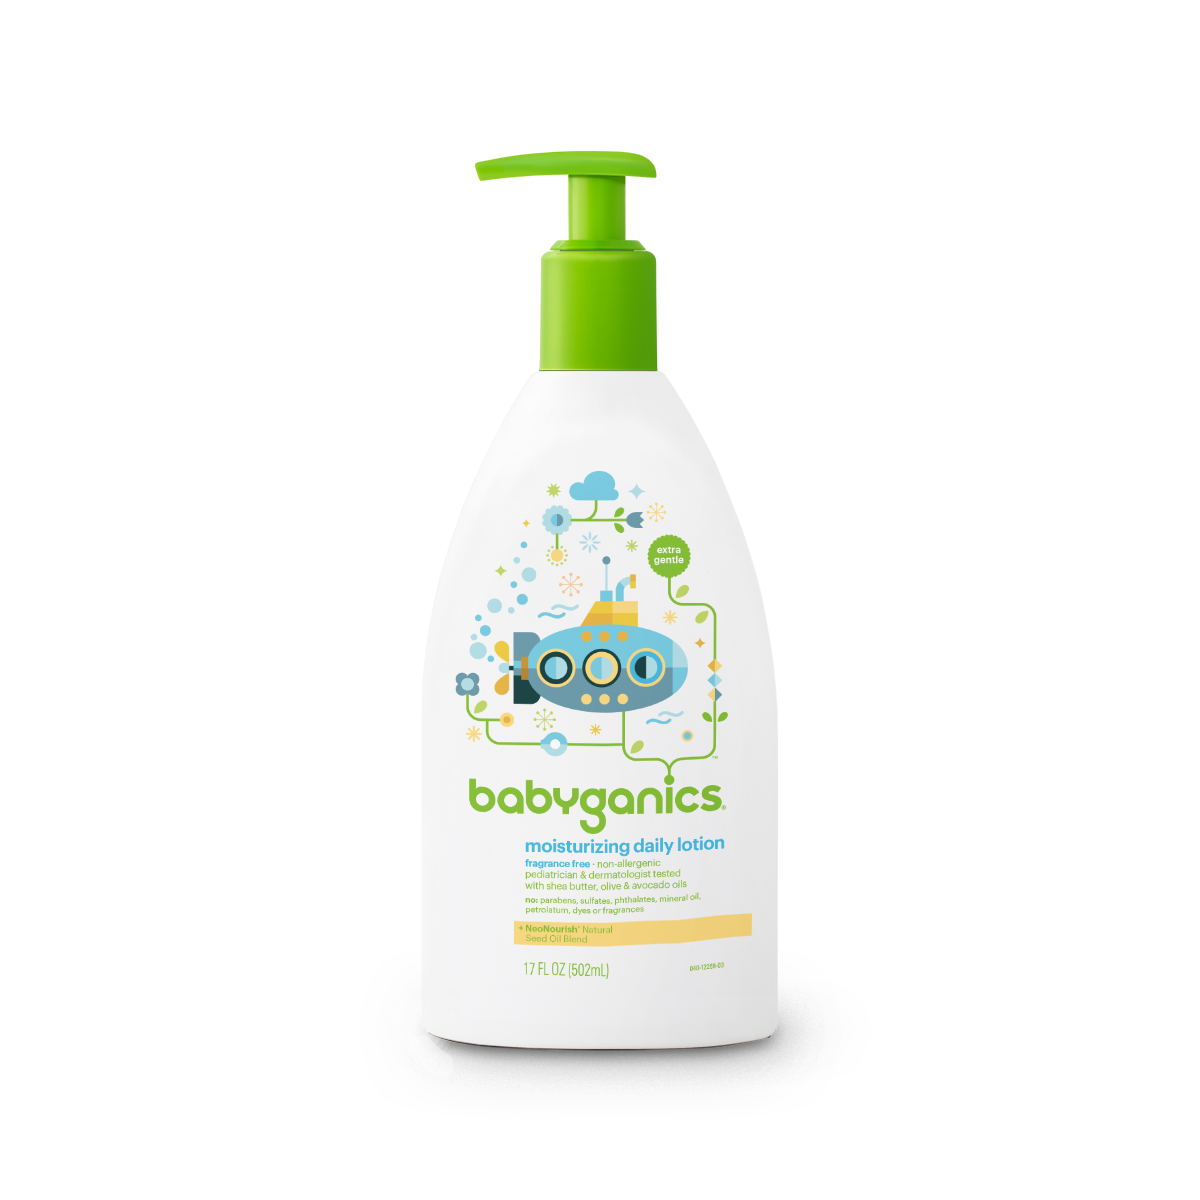 extra
gentle
™
babyganics®
moisturizing daily lotion
fragrance free · non-allergenic
pediatrician & dermatologist tested
with shea butter, olive & avocado oils
no: parabens, sulfates, phthalates, mineral oil,
petrolatum, dyes or fragrances
+ NeoNourish® Natural
Seed Oil Blend
17 FL OZ (502mL)